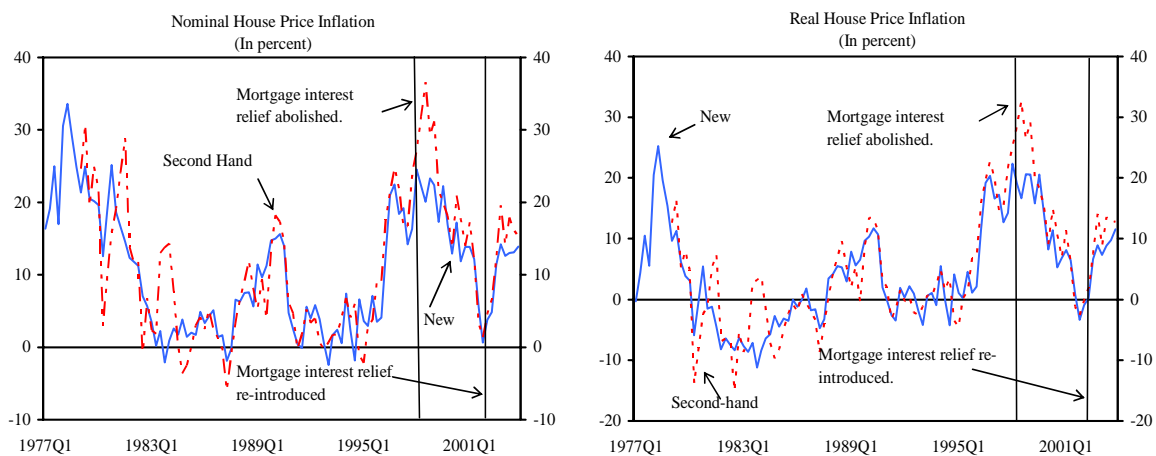 Nominal House Price Inflation
(In percent)
40
40
30
30
20
20
10
10
0
0
-10
-10
Mortgage interest
relief abolished.
Second Hand
New
Mortgage interest relief
re-introduced
1977Q1 1983Q1 1989Q1 1995Q1 2001Q1
Real House Price Inflation
(In percent)
40
40
30
30
20
20
10
10
0
0
-10
-10
-20
-20
New
Mortgage interest
relief abolished.
Mortgage interest relief re-
introduced.
Second-hand
1977Q1 1983Q1 1989Q1 1995Q1 2001Q1